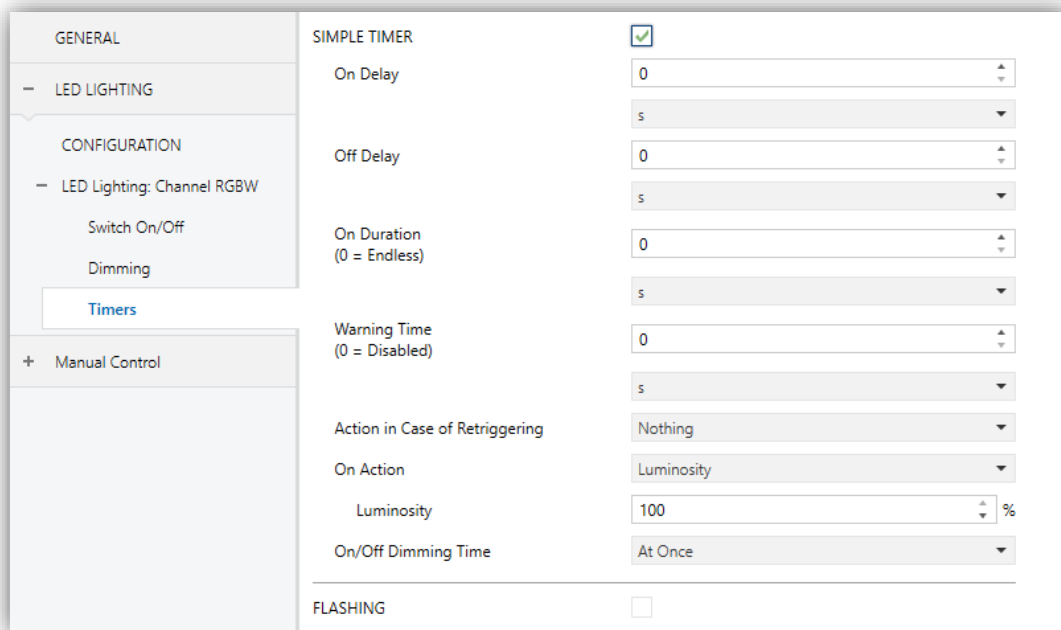 GENERAL
LED LIGHTING
CONFIGURATION
LED Lighting: Channel RGBW
Switch On/Off
Dimming
Timers
Manual Control
SIMPLE TIMER
On Delay
0
s
Off Delay
0
s
On Duration
(0 = Endless)
0
s
Warning Time
(0 = Disabled)
0
s
Action in Case of Retriggering
Nothing
On Action
Luminosity
Luminosity
100
%
On/Off Dimming Time
At Once
FLASHING